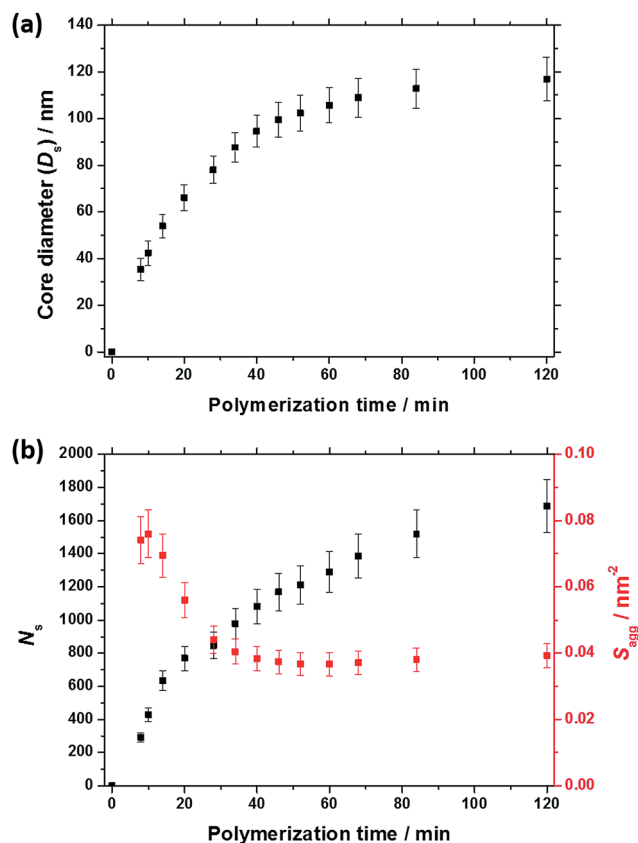 (a)
140
120
100
80
60
40
20
0
Core diameter (Ds) / nm
0 20 40 60 80 100 120
Polymerization time / min
(b)
2000
1800
1600
1400
1200
1000
800
600
400
200
0
Ns
0.10
0.08
0.06
0.04
0.02
0.00
Sagg / nm-2
0 20 40 60 80 100 120
Polymerization time / min